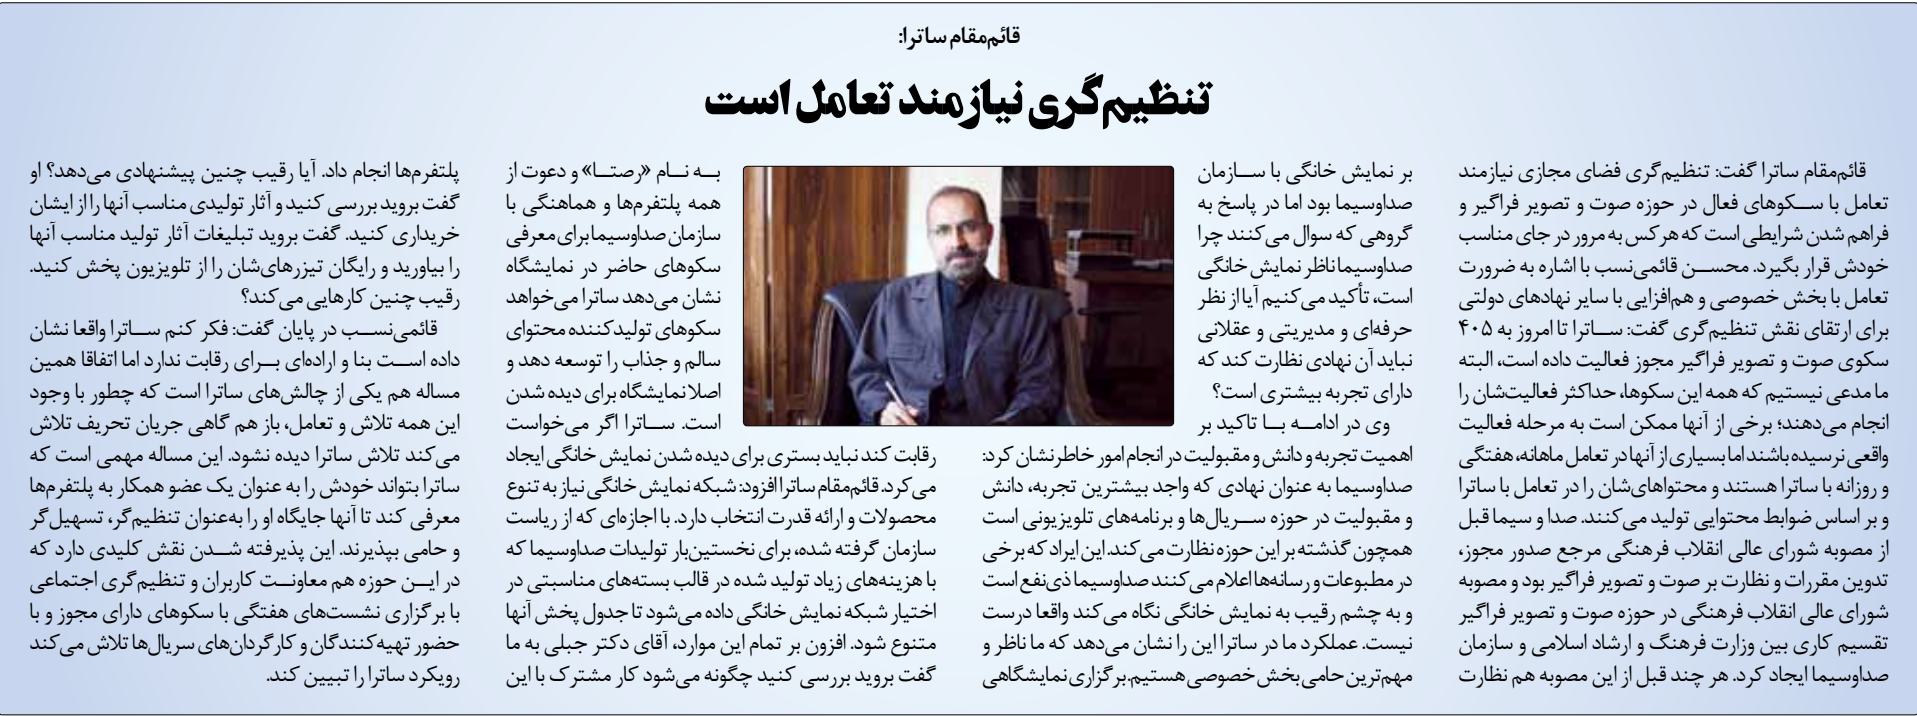 قائم‌مقام ساترا:
تنظیم‌گری نیازمند تعامل است
قائم‌مقام ساترا گفت: تنظیم‌گری فضای مجازی نیازمند
تعامل با سکوهای فعال در حوزه صوت و تصویر فراگیر و
فراهم شدن شرایطی است که هر کس به مرور در جای مناسب
خودش قرار بگیرد. محسن قائمی‌نسب با اشاره به ضرورت
تعامل با بخش خصوصی و هم‌افزایی با سایر نهادهای دولتی
برای ارتقای نقش تنظیم‌گری گفت: ساترا تا امروز به ۴۰۵
سکوی صوت و تصویر فراگیر مجوز فعالیت داده است، البته
ما مدعی نیستیم که همه این سکوها، حداکثر فعالیت‌شان را
انجام می‌دهند؛ برخی از آنها ممکن است به مرحله فعالیت
واقعی نرسیده باشند اما بسیاری از آنها در تعامل ماهانه، هفتگی
و روزانه با ساترا هستند و محتواهای‌شان را در تعامل با ساترا
و بر اساس ضوابط محتوایی تولید می‌کنند. صدا و سیما قبل
از مصوبه شورای عالی انقلاب فرهنگی مرجع صدور مجوز،
تدوین مقررات و نظارت بر صوت و تصویر فراگیر بود و مصوبه
شورای عالی انقلاب فرهنگی در حوزه صوت و تصویر فراگیر
تقسیم کاری بین وزارت فرهنگ و ارشاد اسلامی و سازمان
صداوسیما ایجاد کرد. هر چند قبل از این مصوبه هم نظارت
بر نمایش خانگی با سازمان
صداوسیما بود اما در پاسخ به
گروهی که سوال می‌کنند چرا
صداوسیما ناظر نمایش خانگی
است، تأکید می‌کنیم آیا از نظر
حرفه‌ای و مدیریتی و عقلانی
نباید آن نهادی نظارت کند که
دارای تجربه بیشتری است؟
وی در ادامه با تاکید بر
اهمیت تجربه و دانش و مقبولیت در انجام امور خاطرنشان کرد:
صداوسیما به عنوان نهادی که واجد بیشترین تجربه، دانش
و مقبولیت در حوزه سریال‌ها و برنامه‌های تلویزیونی است
همچون گذشته بر این حوزه نظارت می‌کند. این ایراد که برخی
در مطبوعات و رسانه‌ها اعلام می‌کنند صداوسیما ذی‌نفع است
و به چشم رقیب به نمایش خانگی نگاه می‌کند واقعا درست
نیست. عملکرد ما در ساترا این را نشان می‌دهد که ما ناظر و
مهم‌ترین حامی بخش خصوصی هستیم. برگزاری نمایشگاهی
به نام «رصتا» و دعوت از
همه پلتفرم‌ها و هماهنگی با
سازمان صداوسیما برای معرفی
سکوهای حاضر در نمایشگاه
نشان می‌دهد ساترا می‌خواهد
سکوهای تولیدکننده محتوای
سالم و جذاب را توسعه دهد و
اصلا نمایشگاه برای دیده شدن
است. ساترا اگر می‌خواست
رقابت کند نباید بستری برای دیده شدن نمایش خانگی ایجاد
می‌کرد. قائم‌مقام ساترا افزود: شبکه نمایش خانگی نیاز به تنوع
محصولات و ارائه قدرت انتخاب دارد. با اجازه‌ای که از ریاست
سازمان گرفته شده، برای نخستین‌بار تولیدات صداوسیما که
با هزینه‌های زیاد تولید شده در قالب بسته‌های مناسبتی در
اختیار شبکه نمایش خانگی داده می‌شود تا جدول پخش آنها
متنوع شود. افزون بر تمام این موارد، آقای دکتر جبلی به ما
گفت بروید بررسی کنید چگونه می‌شود کار مشترک با این
پلتفرم‌ها انجام داد. آیا رقیب چنین پیشنهادی می‌دهد؟ او
گفت بروید بررسی کنید و آثار تولیدی مناسب آنها را از ایشان
خریداری کنید. گفت بروید تبلیغات آثار تولید مناسب آنها
را بیاورید و رایگان تیزرهای‌شان را از تلویزیون پخش کنید.
رقیب چنین کارهایی می‌کند؟
قائمی‌نسب در پایان گفت: فکر کنم ساترا واقعا نشان
داده است بنا و اراده‌ای برای رقابت ندارد اما اتفاقا همین
مساله هم یکی از چالش‌های ساترا است که چطور با وجود
این همه تلاش و تعامل، باز هم گاهی جریان تحریف تلاش
می‌کند تلاش ساترا دیده نشود. این مساله مهمی است که
ساترا بتواند خودش را به عنوان یک عضو همکار به پلتفرم‌ها
معرفی کند تا آنها جایگاه او را به‌عنوان تنظیم‌گر، تسهیل‌گر
و حامی بپذیرند. این پذیرفته شدن نقش کلیدی دارد که
در این حوزه هم معاونت کاربران و تنظیم‌گری اجتماعی
با برگزاری نشست‌های هفتگی با سکوهای دارای مجوز و با
حضور تهیه‌کنندگان و کارگردان‌های سریال‌ها تلاش می‌کند
رویکرد ساترا را تبیین کند.